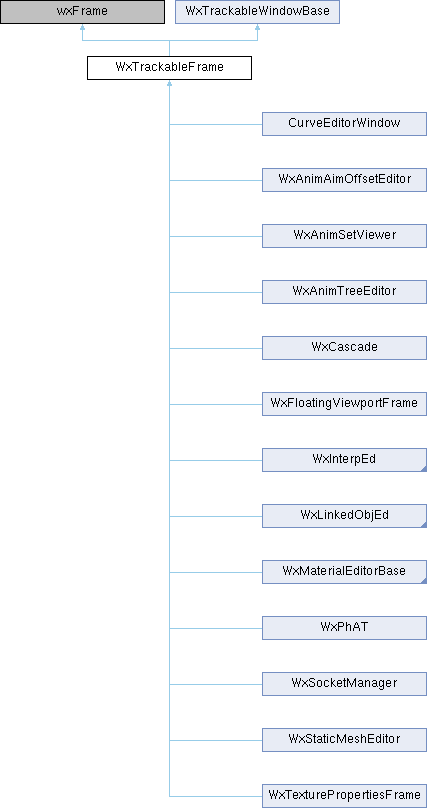 wxFrame
WxTrackableWindowBase
WxTrackableFrame
CurveEditorWindow
WxAnimAimOffsetEditor
WxAnimSetViewer
WxAnimTreeEditor
WxCascade
WxFloatingViewportFrame
WxInterpEd
WxLinkedObjEd
WxMaterialEditorBase
WxPhAT
WxSocketManager
WxStaticMeshEditor
WxTexturePropertiesFrame